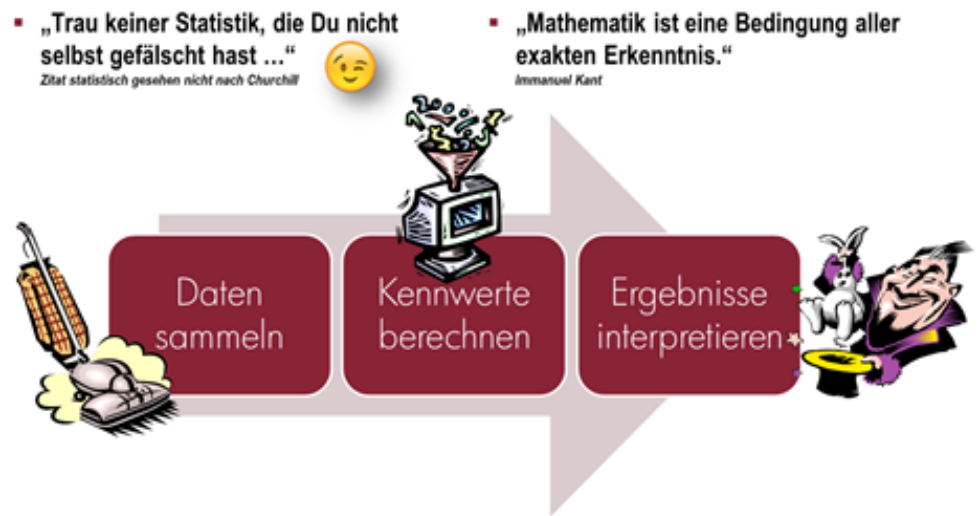 ▪ „Trau keiner Statistik, die Du nicht
selbst gefälscht hast ...“
Zitat statistisch gesehen nicht nach Churchill
▪ „Mathematik ist eine Bedingung aller
exakten Erkenntnis.“
Immanuel Kant
Daten
sammeln
Kennwerte
berechnen
Ergebnisse
interpretieren